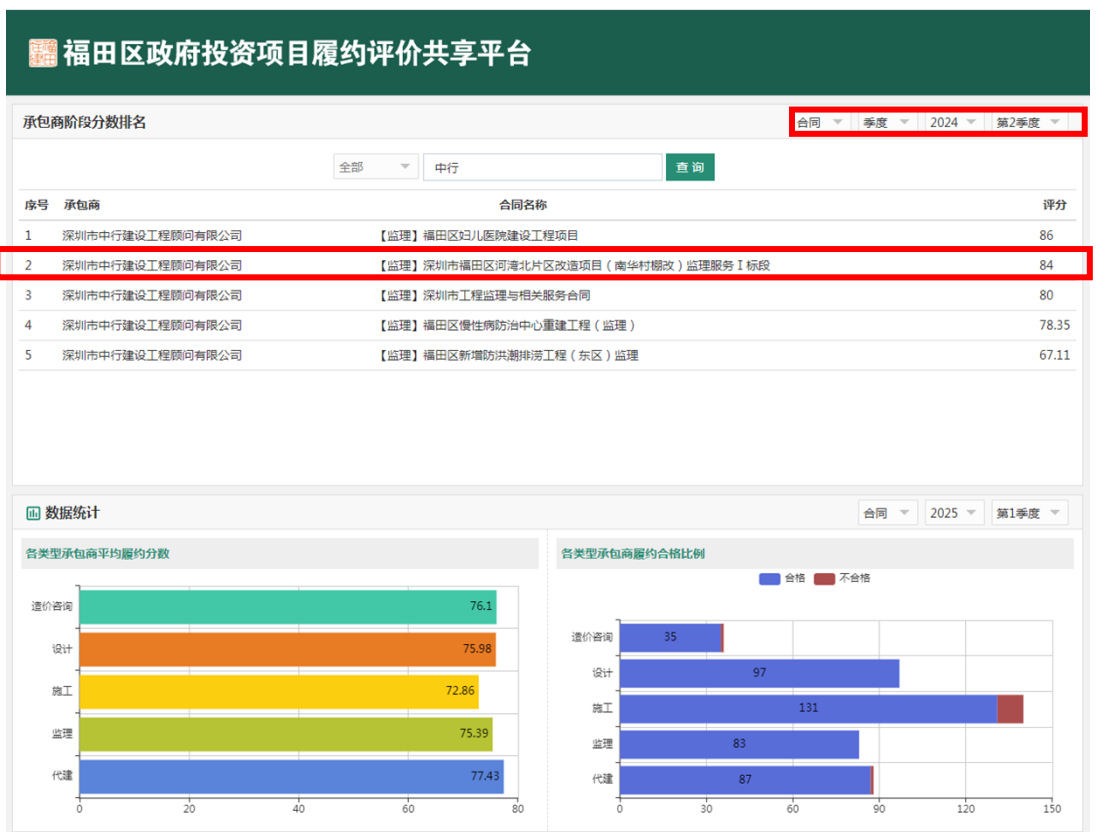 福田住建 福田区政府投资项目履约评价共享平台
承包商阶段分数排名 合同 季度 2024 第2季度
全部 中行 查询
序号 承包商 合同名称 评分
1 深圳市中行建设工程顾问有限公司 【监理】福田区妇儿医院建设工程项目 86
2 深圳市中行建设工程顾问有限公司 【监理】深圳市福田区河湾北片区改造项目（南华村棚改）监理服务Ⅰ标段 84
3 深圳市中行建设工程顾问有限公司 【监理】深圳市工程监理与相关服务合同 80
4 深圳市中行建设工程顾问有限公司 【监理】福田区慢性病防治中心重建工程（监理） 78.35
5 深圳市中行建设工程顾问有限公司 【监理】福田区新增防洪潮排涝工程（东区）监理 67.11
数据统计 合同 2025 第1季度
各类型承包商平均履约分数
造价咨询 76.1
设计 75.98
施工 72.86
监理 75.39
代建 77.43
0 20 40 60 80
各类型承包商履约合格比例
合格 不合格
造价咨询 35
设计 97
施工 131
监理 83
代建 87
0 30 60 90 120 150